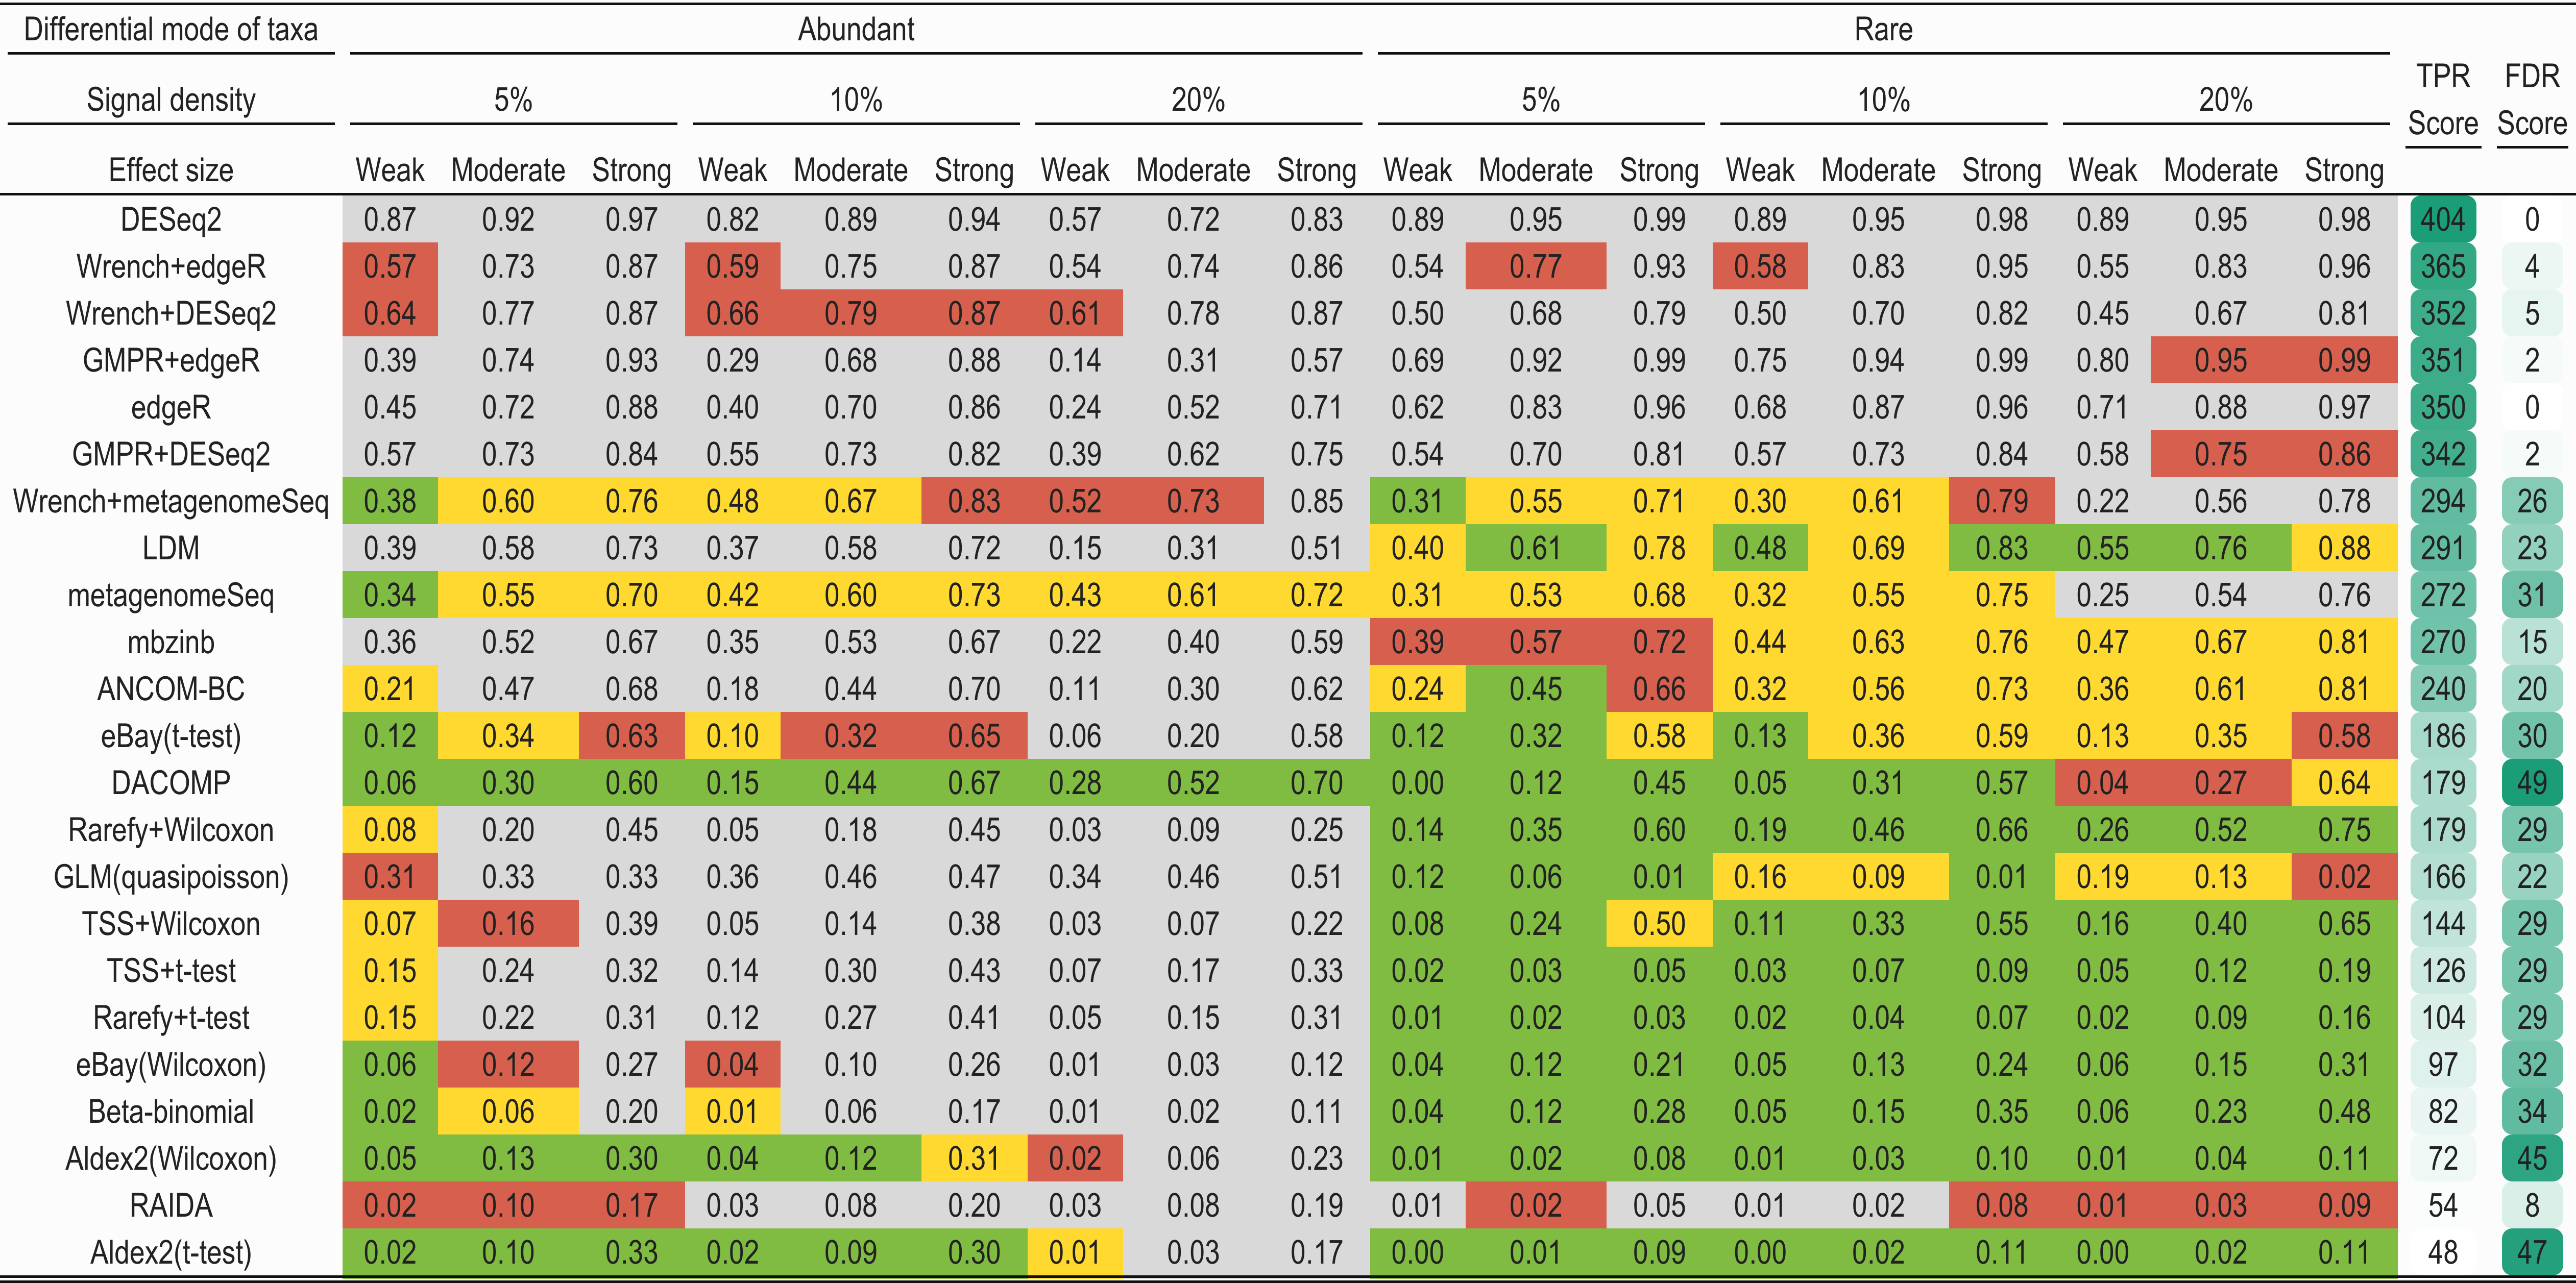 Differential mode of taxa Abundant Rare
TPR FDR
Signal density 5% 10% 20% 5% 10% 20%
Score Score
Effect size Weak Moderate Strong Weak Moderate Strong Weak Moderate Strong Weak Moderate Strong Weak Moderate Strong Weak Moderate Strong
DESeq2 0.87 0.92 0.97 0.82 0.89 0.94 0.57 0.72 0.83 0.89 0.95 0.99 0.89 0.95 0.98 0.89 0.95 0.98 404 0
Wrench+edgeR 0.57 0.73 0.87 0.59 0.75 0.87 0.54 0.74 0.86 0.54 0.77 0.93 0.58 0.83 0.95 0.55 0.83 0.96 365 4
Wrench+DESeq2 0.64 0.77 0.87 0.66 0.79 0.87 0.61 0.78 0.87 0.50 0.68 0.79 0.50 0.70 0.82 0.45 0.67 0.81 352 5
GMPR+edgeR 0.39 0.74 0.93 0.29 0.68 0.88 0.14 0.31 0.57 0.69 0.92 0.99 0.75 0.94 0.99 0.80 0.95 0.99 351 2
edgeR 0.45 0.72 0.88 0.40 0.70 0.86 0.24 0.52 0.71 0.62 0.83 0.96 0.68 0.87 0.96 0.71 0.88 0.97 350 0
GMPR+DESeq2 0.57 0.73 0.84 0.55 0.73 0.82 0.39 0.62 0.75 0.54 0.70 0.81 0.57 0.73 0.84 0.58 0.75 0.86 342 2
Wrench+metagenomeSeq 0.38 0.60 0.76 0.48 0.67 0.83 0.52 0.73 0.85 0.31 0.55 0.71 0.30 0.61 0.79 0.22 0.56 0.78 294 26
LDM 0.39 0.58 0.73 0.37 0.58 0.72 0.15 0.31 0.51 0.40 0.61 0.78 0.48 0.69 0.83 0.55 0.76 0.88 291 23
metagenomeSeq 0.34 0.55 0.70 0.42 0.60 0.73 0.43 0.61 0.72 0.31 0.53 0.68 0.32 0.55 0.75 0.25 0.54 0.76 272 31
mbzinb 0.36 0.52 0.67 0.35 0.53 0.67 0.22 0.40 0.59 0.39 0.57 0.72 0.44 0.63 0.76 0.47 0.67 0.81 270 15
ANCOM-BC 0.21 0.47 0.68 0.18 0.44 0.70 0.11 0.30 0.62 0.24 0.45 0.66 0.32 0.56 0.73 0.36 0.61 0.81 240 20
eBay(t-test) 0.12 0.34 0.63 0.10 0.32 0.65 0.06 0.20 0.58 0.12 0.32 0.58 0.13 0.36 0.59 0.13 0.35 0.58 186 30
DACOMP 0.06 0.30 0.60 0.15 0.44 0.67 0.28 0.52 0.70 0.00 0.12 0.45 0.05 0.31 0.57 0.04 0.27 0.64 179 49
Rarefy+Wilcoxon 0.08 0.20 0.45 0.05 0.18 0.45 0.03 0.09 0.25 0.14 0.35 0.60 0.19 0.46 0.66 0.26 0.52 0.75 179 29
GLM(quasipoisson) 0.31 0.33 0.33 0.36 0.46 0.47 0.34 0.46 0.51 0.12 0.06 0.01 0.16 0.09 0.01 0.19 0.13 0.02 166 22
TSS+Wilcoxon 0.07 0.16 0.39 0.05 0.14 0.38 0.03 0.07 0.22 0.08 0.24 0.50 0.11 0.33 0.55 0.16 0.40 0.65 144 29
TSS+t-test 0.15 0.24 0.32 0.14 0.30 0.43 0.07 0.17 0.33 0.02 0.03 0.05 0.03 0.07 0.09 0.05 0.12 0.19 126 29
Rarefy+t-test 0.15 0.22 0.31 0.12 0.27 0.41 0.05 0.15 0.31 0.01 0.02 0.03 0.02 0.04 0.07 0.02 0.09 0.16 104 29
eBay(Wilcoxon) 0.06 0.12 0.27 0.04 0.10 0.26 0.01 0.03 0.12 0.04 0.12 0.21 0.05 0.13 0.24 0.06 0.15 0.31 97 32
Beta-binomial 0.02 0.06 0.20 0.01 0.06 0.17 0.01 0.02 0.11 0.04 0.12 0.28 0.05 0.15 0.35 0.06 0.23 0.48 82 34
Aldex2(Wilcoxon) 0.05 0.13 0.30 0.04 0.12 0.31 0.02 0.06 0.23 0.01 0.02 0.08 0.01 0.03 0.10 0.01 0.04 0.11 72 45
RAIDA 0.02 0.10 0.17 0.03 0.08 0.20 0.03 0.08 0.19 0.01 0.02 0.05 0.01 0.02 0.08 0.01 0.03 0.09 54 8
Aldex2(t-test) 0.02 0.10 0.33 0.02 0.09 0.30 0.01 0.03 0.17 0.00 0.01 0.09 0.00 0.02 0.11 0.00 0.02 0.11 48 47